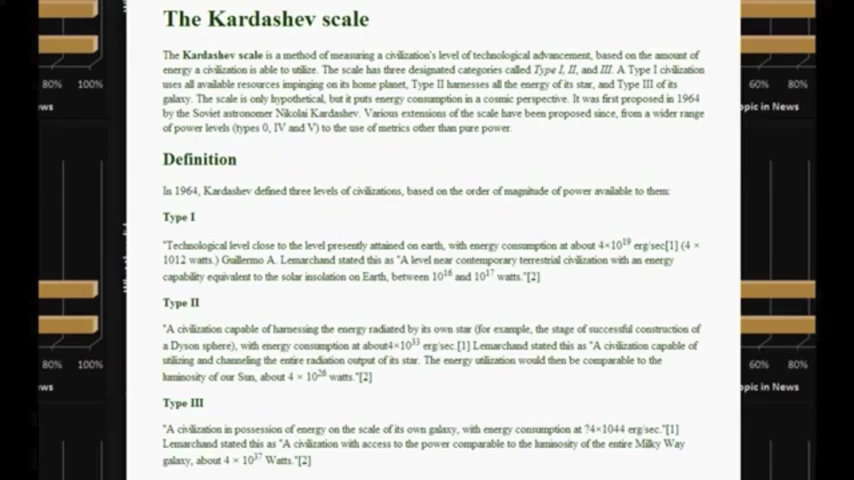 The Kardashev scale
The Kardashev scale is a method of measuring a civilization's level of technological advancement, based on the amount of
energy a civilization is able to utilize. The scale has three designated categories called Type I, II, and III. A Type I civilization
uses all available resources impinging on its home planet, Type II harnesses all the energy of its star, and Type III of its
galaxy. The scale is only hypothetical, but it puts energy consumption in a cosmic perspective. It was first proposed in 1964
by the Soviet astronomer Nikolai Kardashev. Various extensions of the scale have been proposed since, from a wider range
of power levels (types 0, IV and V) to the use of metrics other than pure power.
Definition
In 1964, Kardashev defined three levels of civilizations, based on the order of magnitude of power available to them:
Type I
"Technological level close to the level presently attained on earth, with energy consumption at about 4×10¹⁹ erg/sec[1] (4 ×
1012 watts.) Guillermo A. Lemarchand stated this as "A level near contemporary terrestrial civilization with an energy
capability equivalent to the solar insolation on Earth, between 10¹⁶ and 10¹⁷ watts."[2]
Type II
"A civilization capable of harnessing the energy radiated by its own star (for example, the stage of successful construction of
a Dyson sphere), with energy consumption at about4×10³³ erg/sec.[1] Lemarchand stated this as "A civilization capable of
utilizing and channeling the entire radiation output of its star. The energy utilization would then be comparable to the
luminosity of our Sun, about 4 × 10²⁶ watts."[2]
Type III
"A civilization in possession of energy on the scale of its own galaxy, with energy consumption at ?4×1044 erg/sec."[1]
Lemarchand stated this as "A civilization with access to the power comparable to the luminosity of the entire Milky Way
galaxy, about 4 × 10³⁷ Watts."[2]
80% 100%
ws
60% 80%
opic in News
80% 100%
ws
60% 80%
opic in News